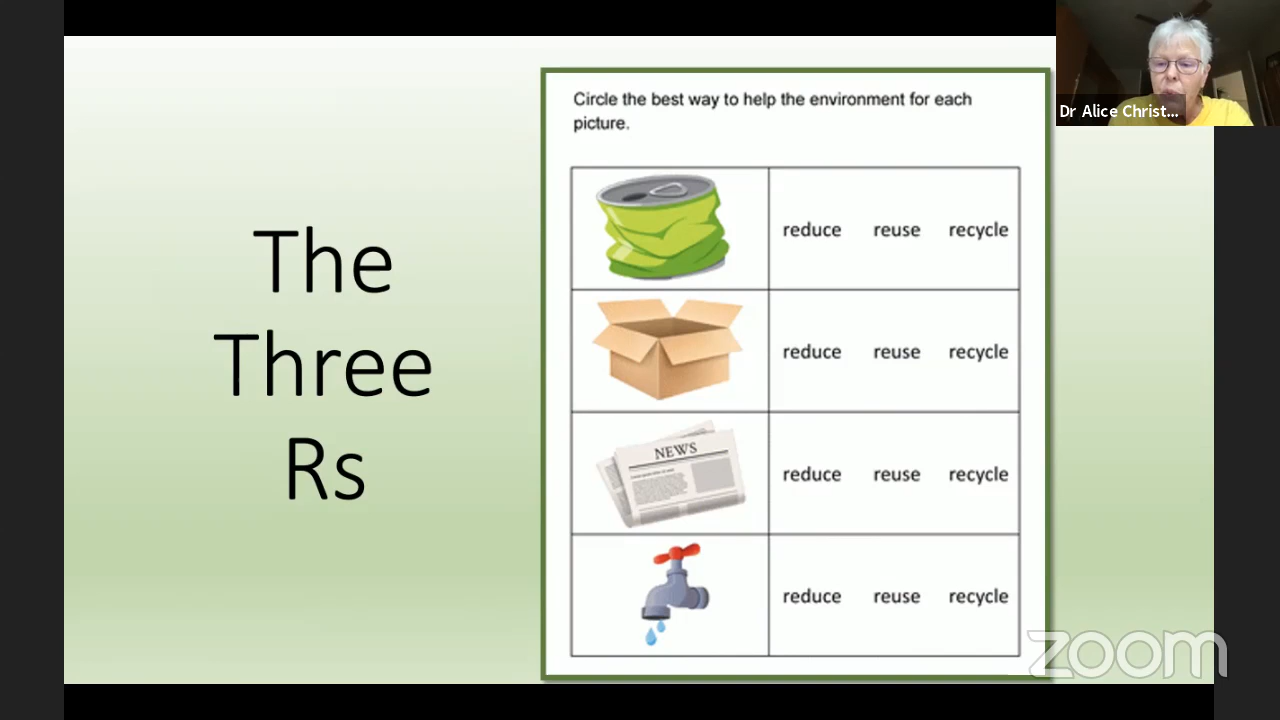 The
Three
Rs
Circle the best way to help the environment for each
picture.
reduce reuse recycle
reduce reuse recycle
NEWS
reduce reuse recycle
reduce reuse recycle
Dr Alice Christ...
zoom